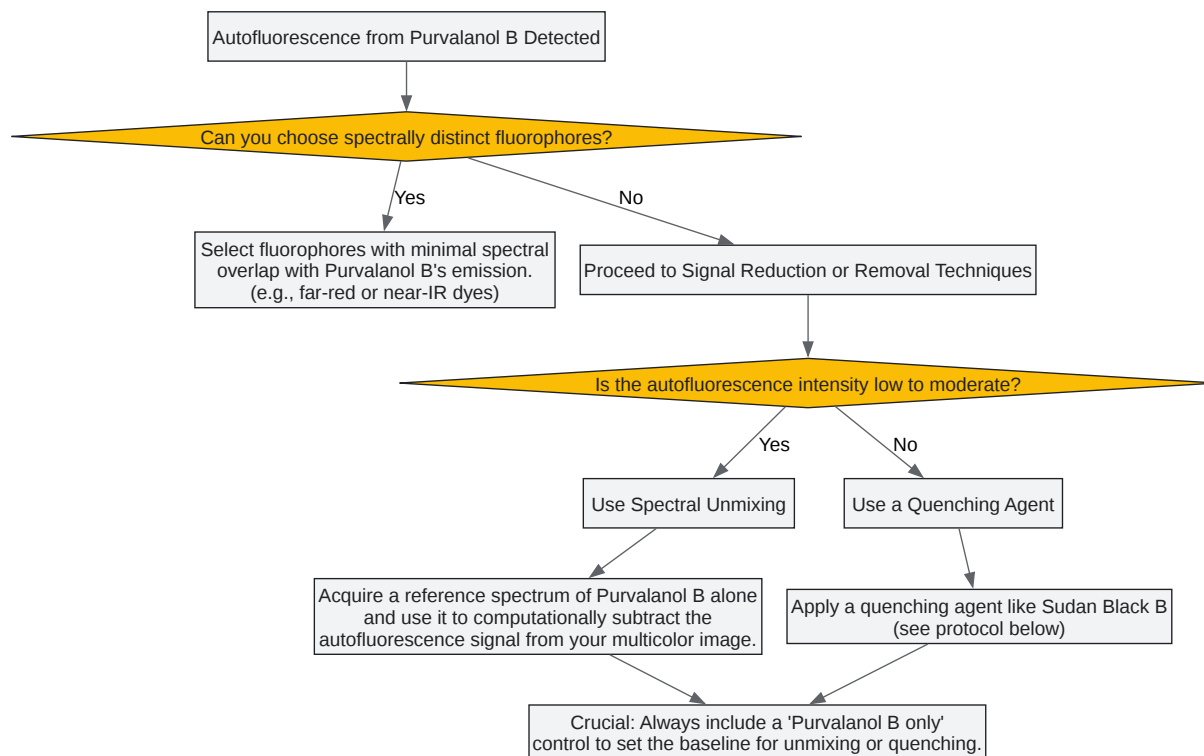 Autofluorescence from Purvalanol B Detected
Can you choose spectrally distinct fluorophores?
Yes
No
Select fluorophores with minimal spectral
overlap with Purvalanol B's emission.
(e.g., far-red or near-IR dyes)
Proceed to Signal Reduction or Removal Techniques
Is the autofluorescence intensity low to moderate?
Yes
No
Use Spectral Unmixing
Use a Quenching Agent
Acquire a reference spectrum of Purvalanol B alone
and use it to computationally subtract the
autofluorescence signal from your multicolor image.
Apply a quenching agent like Sudan Black B
(see protocol below)
Crucial: Always include a 'Purvalanol B only'
control to set the baseline for unmixing or quenching.